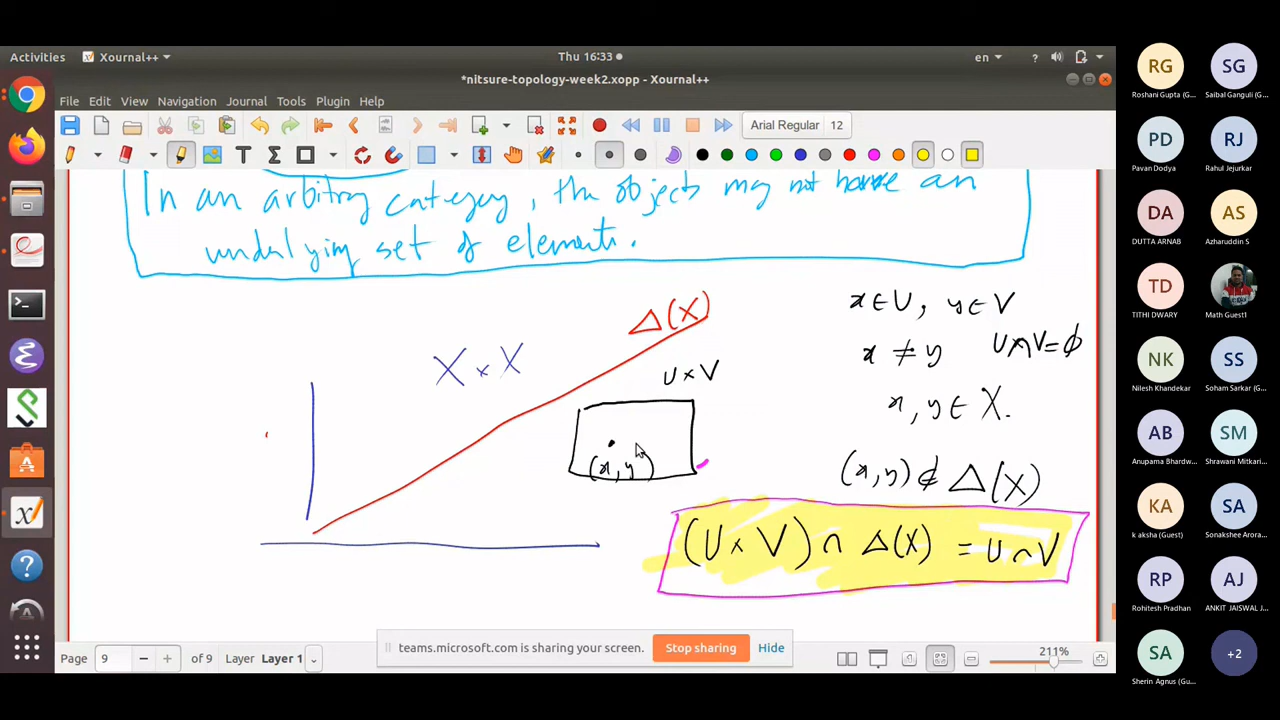 Activities
Xournal++
Thu 16:33
en
*nitsure-topology-week2.xopp - Xournal++
File Edit View Navigation Journal Tools Plugin Help
Arial Regular 12
In an arbitrary category, the objects may not have an
underlying set of elements.
Δ(X)
X × X
U × V
(x, y)
x ∈ U, y ∈ V
x ≠ y U ∩ V = ϕ
x, y ∈ X.
(x, y) ∉ Δ(X)
(U × V) ∩ Δ(X) = U ∩ V
teams.microsoft.com is sharing your screen.
Stop sharing
Hide
Page 9 of 9 Layer Layer 1
211%
RG
Roshani Gupta (G...
SG
Saibal Ganguli (G...
PD
Pavan Dodya
RJ
Rahul Jejurkar
DA
DUTTA ARNAB
AS
Azharuddin S
TD
TITHI DWARY
Math Guest1
NK
Nilesh Khandekar
SS
Soham Sarkar (G...
AB
Anupama Bhardw...
SM
Shrawani Mitkari...
KA
k aksha (Guest)
SA
Sonakshee Arora...
RP
Rohitesh Pradhan
AJ
ANKIT JAISWAL J...
SA
Sherin Agnus (Gu...
+2